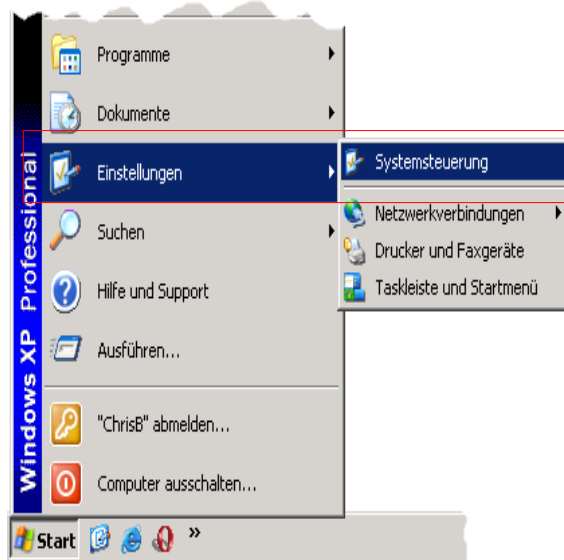 Programme
Dokumente
Einstellungen
Suchen
Hilfe und Support
Ausführen...
"ChrisB" abmelden...
Computer ausschalten...
Systemsteuerung
Netzwerkverbindungen
Drucker und Faxgeräte
Taskleiste und Startmenü
Windows XP Professional
Start
»